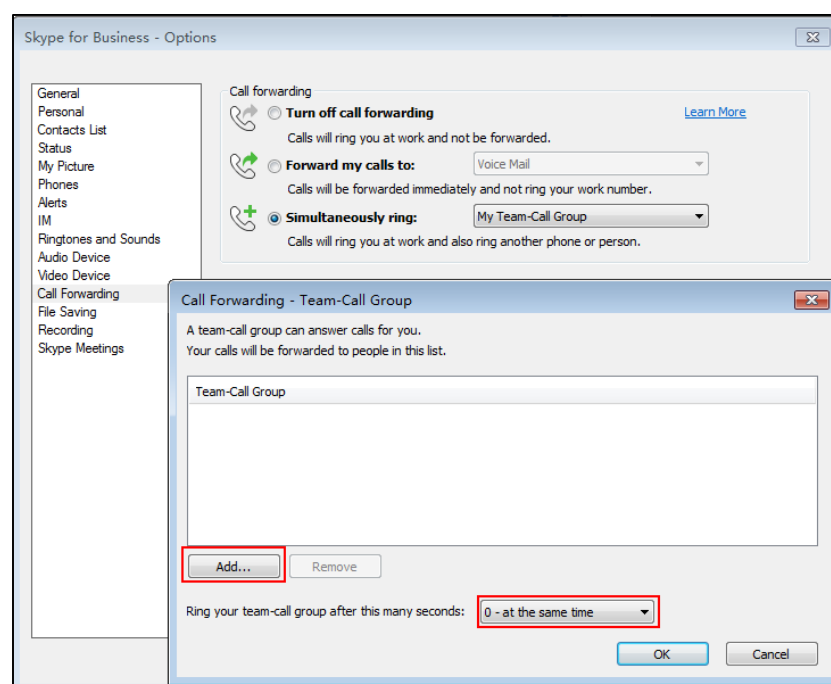 Skype for Business - Options
General
Personal
Contacts List
Status
My Picture
Phones
Alerts
IM
Ringtones and Sounds
Audio Device
Video Device
Call Forwarding
File Saving
Recording
Skype Meetings
Call forwarding
Turn off call forwarding
Learn More
Calls will ring you at work and not be forwarded.
Forward my calls to:
Voice Mail
Calls will be forwarded immediately and not ring your work number.
Simultaneously ring:
My Team-Call Group
Calls will ring you at work and also ring another phone or person.
Call Forwarding - Team-Call Group
A team-call group can answer calls for you.
Your calls will be forwarded to people in this list.
Team-Call Group
Add...
Remove
Ring your team-call group after this many seconds:
0 - at the same time
OK
Cancel